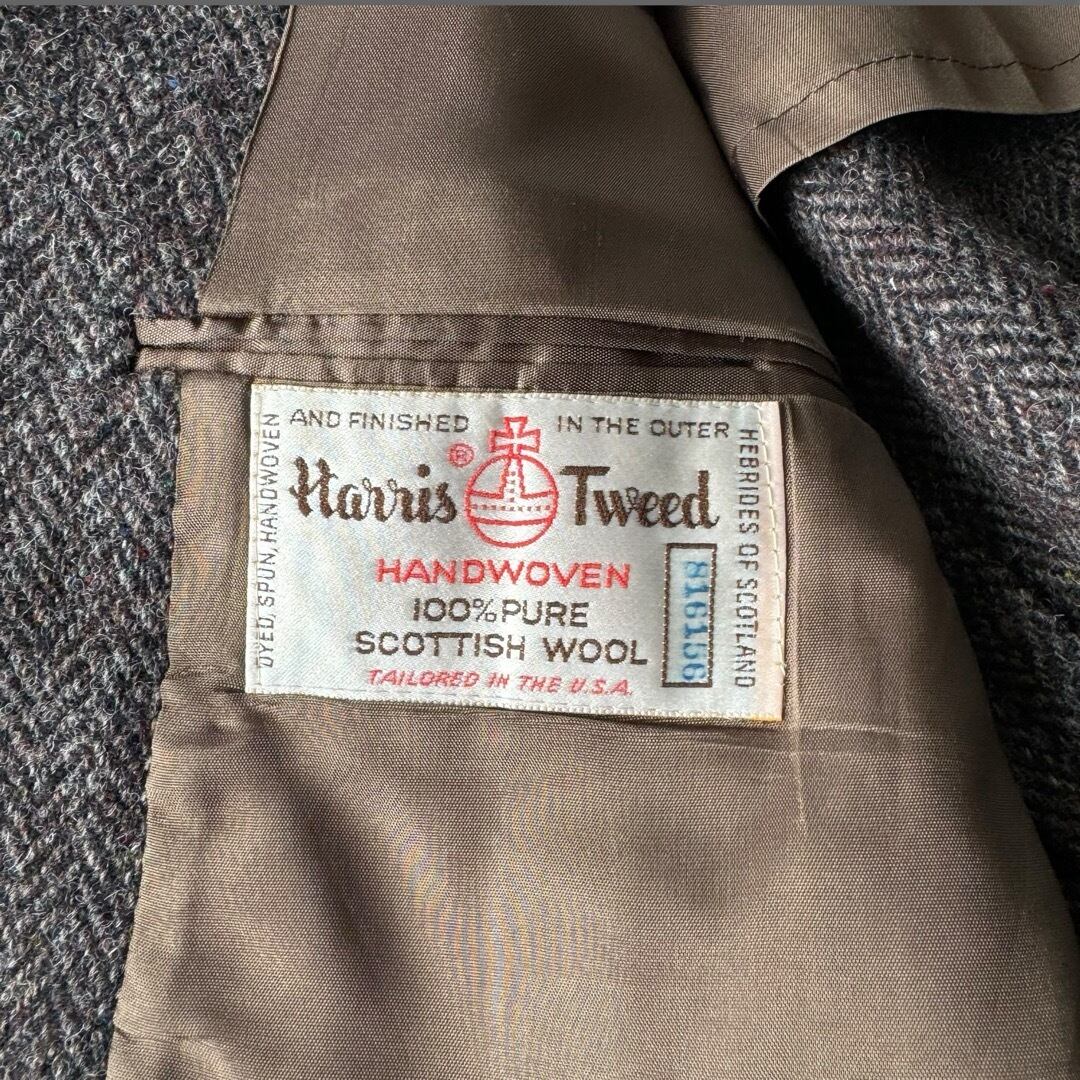 DYED, SPUN, HANDWOVEN
AND FINISHED
IN THE OUTER
HEBRIDES OF SCOTLAND
Harris ® Tweed
HANDWOVEN
100% PURE
SCOTTISH WOOL
TAILORED IN THE U.S.A.
816156